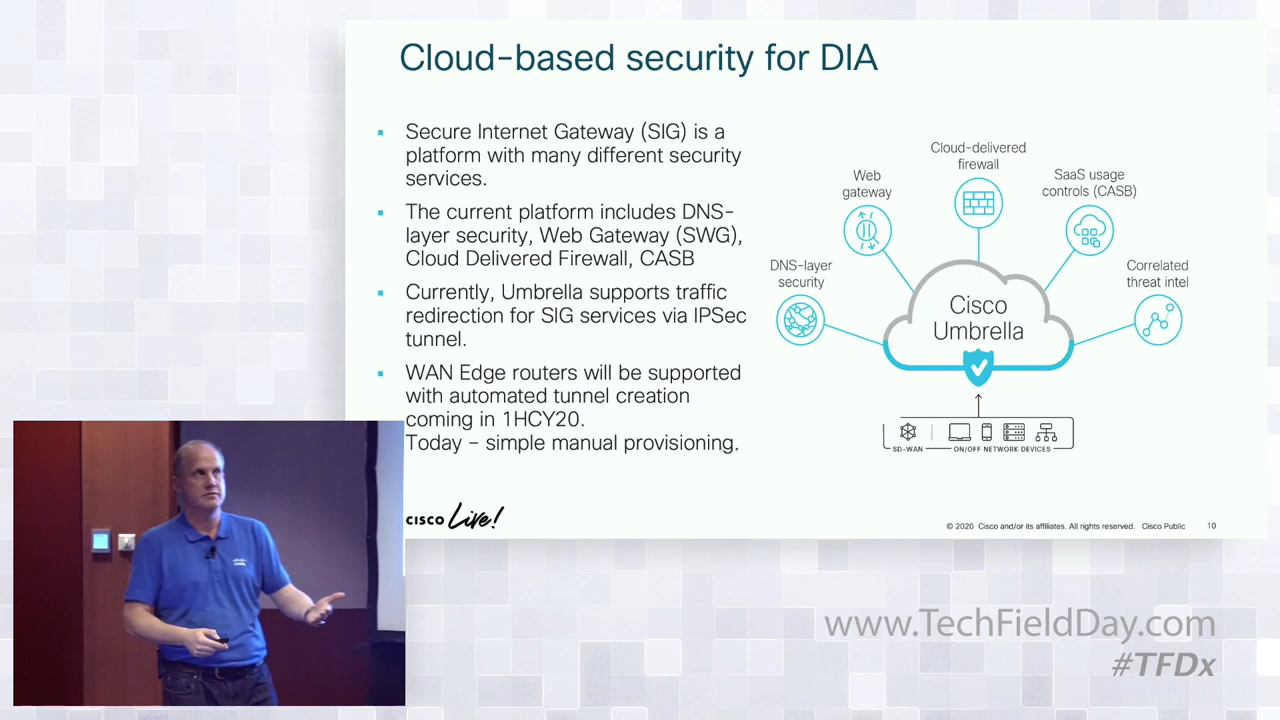 Cloud-based security for DIA
Secure Internet Gateway (SIG) is a
platform with many different security
services.
The current platform includes DNS-
layer security, Web Gateway (SWG),
Cloud Delivered Firewall, CASB
Currently, Umbrella supports traffic
redirection for SIG services via IPSec
tunnel.
WAN Edge routers will be supported
with automated tunnel creation
coming in 1HCY20.
Today – simple manual provisioning.
Cloud-delivered
firewall
Web
gateway
SaaS usage
controls (CASB)
DNS-layer
security
Correlated
threat intel
Cisco
Umbrella
SD-WAN
ON/OFF NETWORK DEVICES
CISCO Live!
© 2020 Cisco and/or its affiliates. All rights reserved. Cisco Public
10
www.TechFieldDay.com
#TFDx